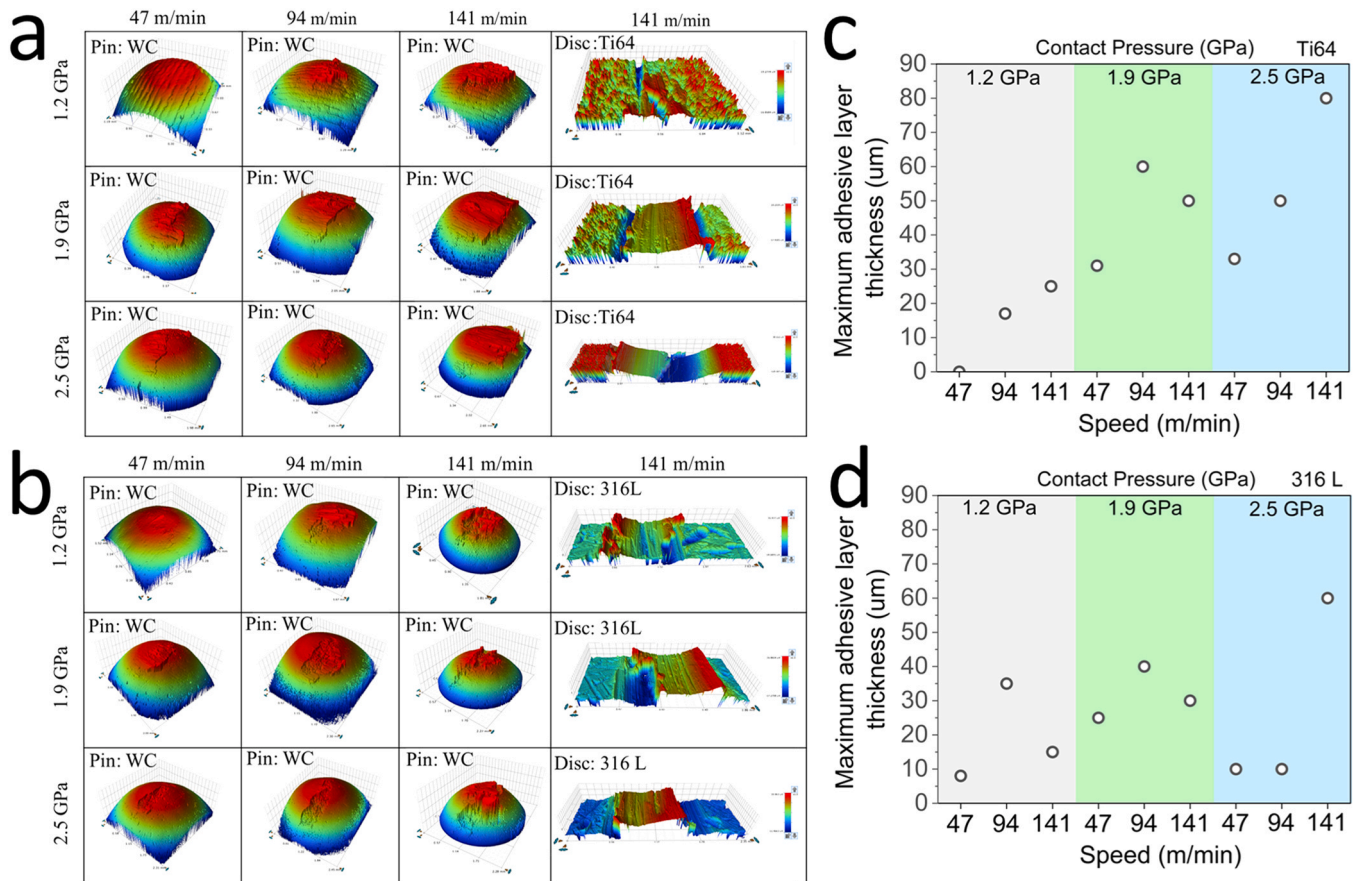 a
47 m/min 94 m/min 141 m/min 141 m/min
1.2 GPa
Pin: WC Pin: WC Pin: WC Disc:Ti64
1.9 GPa
Pin: WC Pin: WC Pin: WC Disc:Ti64
2.5 GPa
Pin: WC Pin: WC Pin: WC Disc:Ti64
b
47 m/min 94 m/min 141 m/min 141 m/min
1.2 GPa
Pin: WC Pin: WC Pin: WC Disc: 316L
1.9 GPa
Pin: WC Pin: WC Pin: WC Disc: 316L
2.5 GPa
Pin: WC Pin: WC Pin: WC Disc: 316 L
c
Contact Pressure (GPa) Ti64
1.2 GPa 1.9 GPa 2.5 GPa
Maximum adhesive layer
thickness (um)
90
80
70
60
50
40
30
20
10
0
47 94 141 47 94 141 47 94 141
Speed (m/min)
d
Contact Pressure (GPa) 316 L
1.2 GPa 1.9 GPa 2.5 GPa
Maximum adhesive layer
thickness (um)
90
80
70
60
50
40
30
20
10
0
47 94 141 47 94 141 47 94 141
Speed (m/min)